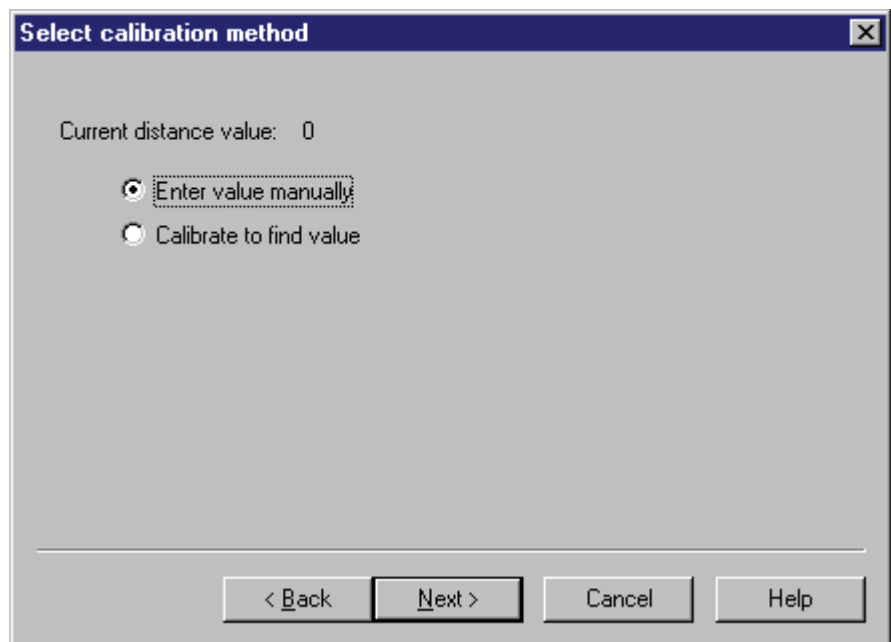 Select calibration method
Current distance value: 0
Enter value manually
Calibrate to find value
< Back Next > Cancel Help